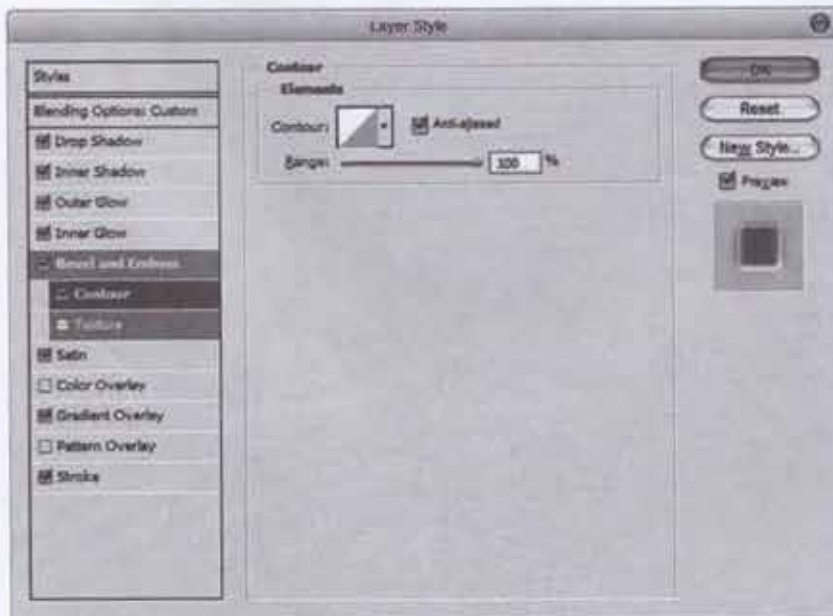 Layer Style
Styles
Blending Options: Custom
Drop Shadow
Inner Shadow
Outer Glow
Inner Glow
Bevel and Emboss
Contour
Texture
Satin
Color Overlay
Gradient Overlay
Pattern Overlay
Stroke
Contour
Elements
Contour:
Anti-aliased
Range:
100 %
OK
Reset
New Style...
Preview